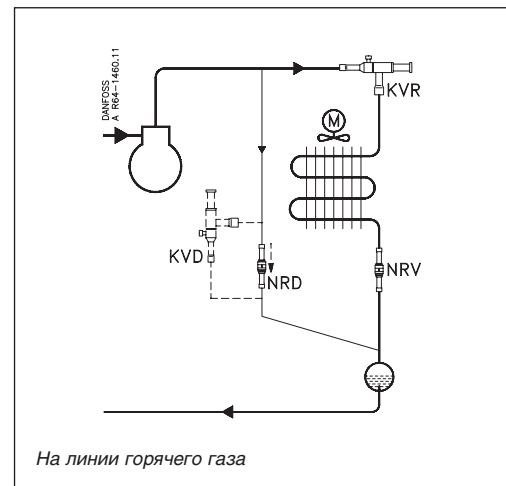 DANFOSS
A R64-1460.11
KVR
M
KVD
NRD
NRV
На линии горячего газа